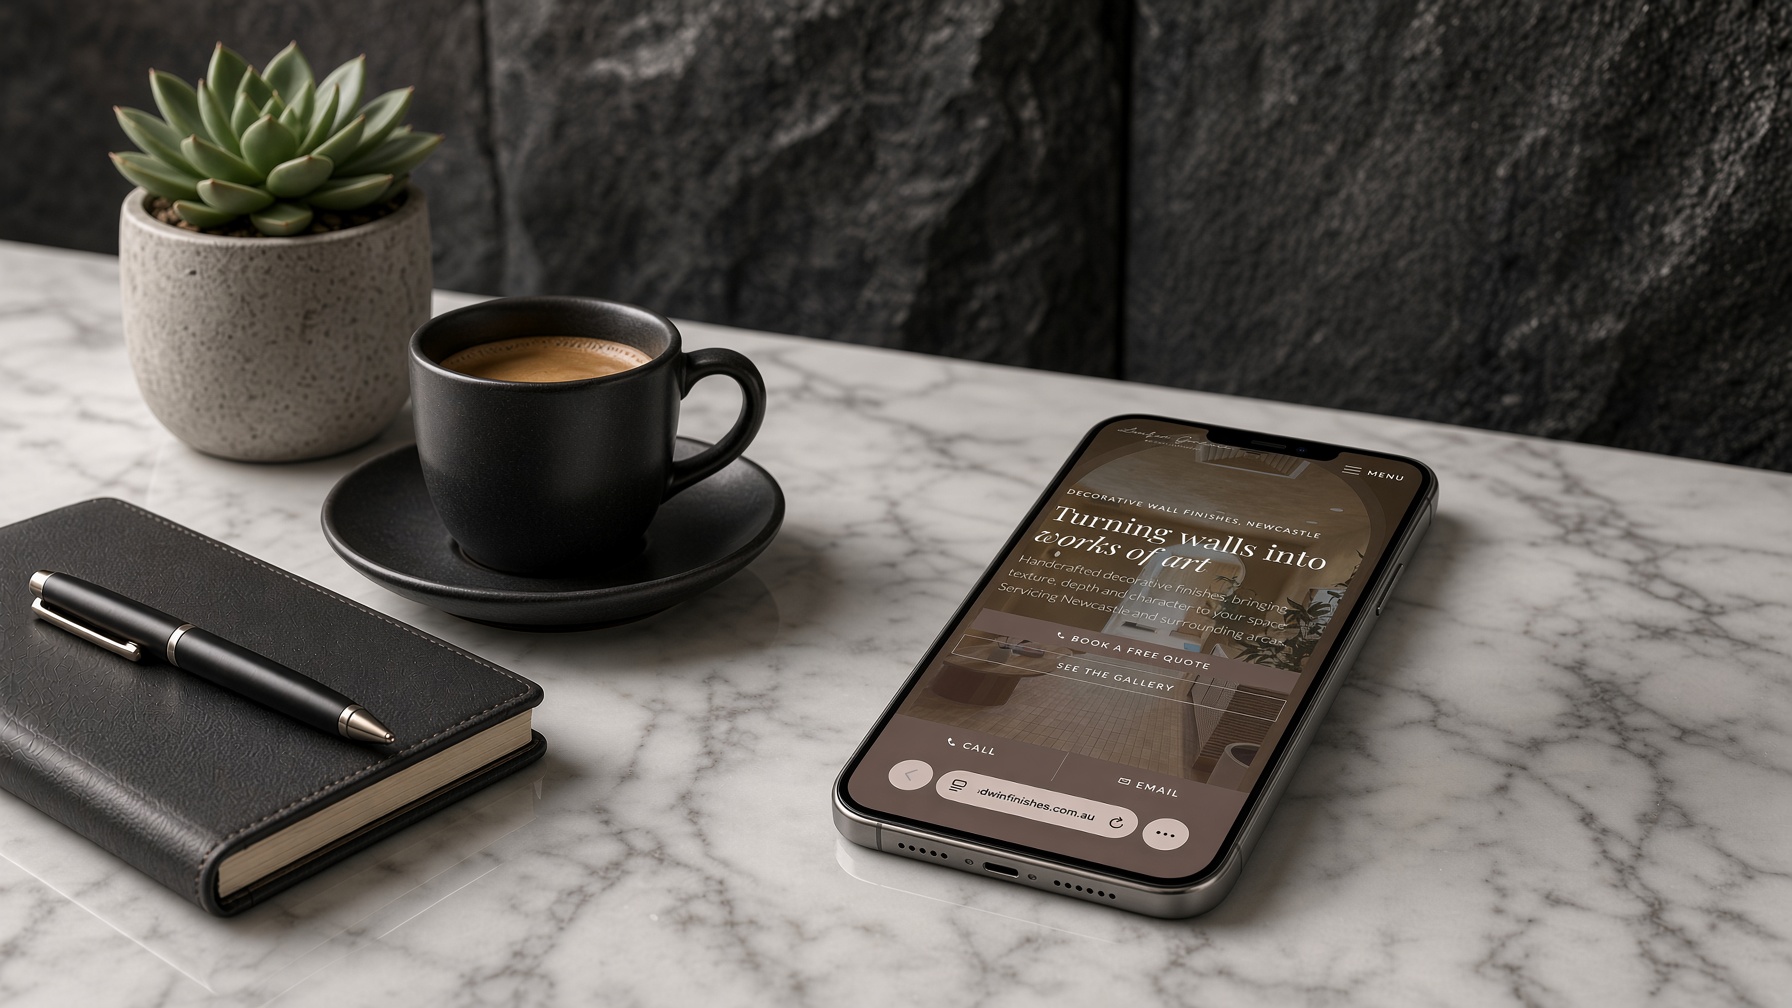 MENU
DECORATIVE WALL FINISHES, NEWCASTLE
Turning walls into
works of art
Handcrafted decorative finishes, bringing
texture, depth and character to your space
Servicing Newcastle and surrounding areas
BOOK A FREE QUOTE
SEE THE GALLERY
CALL
EMAIL
dwinfinishes.com.au